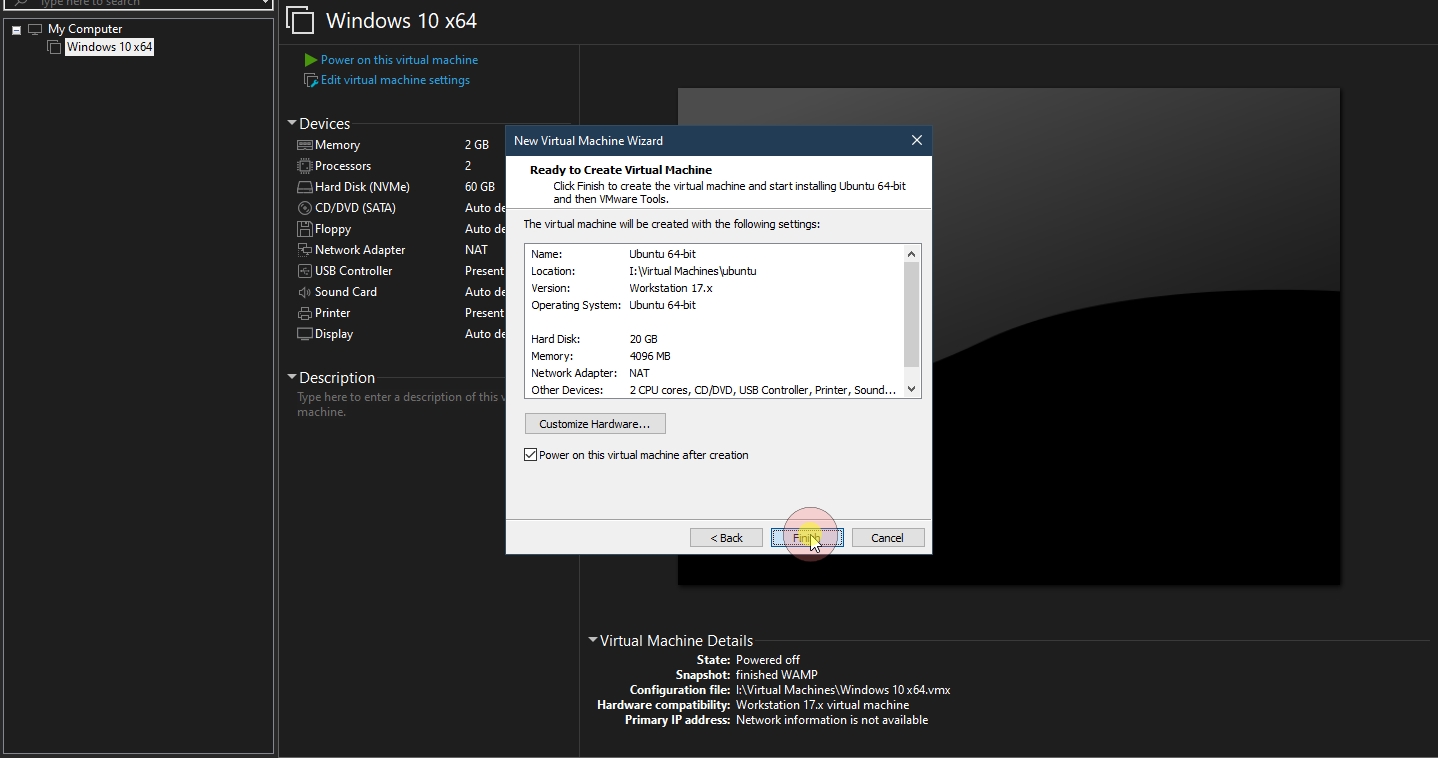 Type here to search
My Computer
Windows 10 x64
Windows 10 x64
Power on this virtual machine
Edit virtual machine settings
Devices
Memory 2 GB
Processors 2
Hard Disk (NVMe) 60 GB
CD/DVD (SATA) Auto de
Floppy Auto de
Network Adapter NAT
USB Controller Present
Sound Card Auto de
Printer Present
Display Auto de
Description
Type here to enter a description of this v
machine.
New Virtual Machine Wizard
Ready to Create Virtual Machine
Click Finish to create the virtual machine and start installing Ubuntu 64-bit
and then VMware Tools.
The virtual machine will be created with the following settings:
Name: Ubuntu 64-bit
Location: I:\Virtual Machines\ubuntu
Version: Workstation 17.x
Operating System: Ubuntu 64-bit
Hard Disk: 20 GB
Memory: 4096 MB
Network Adapter: NAT
Other Devices: 2 CPU cores, CD/DVD, USB Controller, Printer, Sound...
Customize Hardware...
Power on this virtual machine after creation
< Back Finish Cancel
Virtual Machine Details
State: Powered off
Snapshot: finished WAMP
Configuration file: I:\Virtual Machines\Windows 10 x64.vmx
Hardware compatibility: Workstation 17.x virtual machine
Primary IP address: Network information is not available